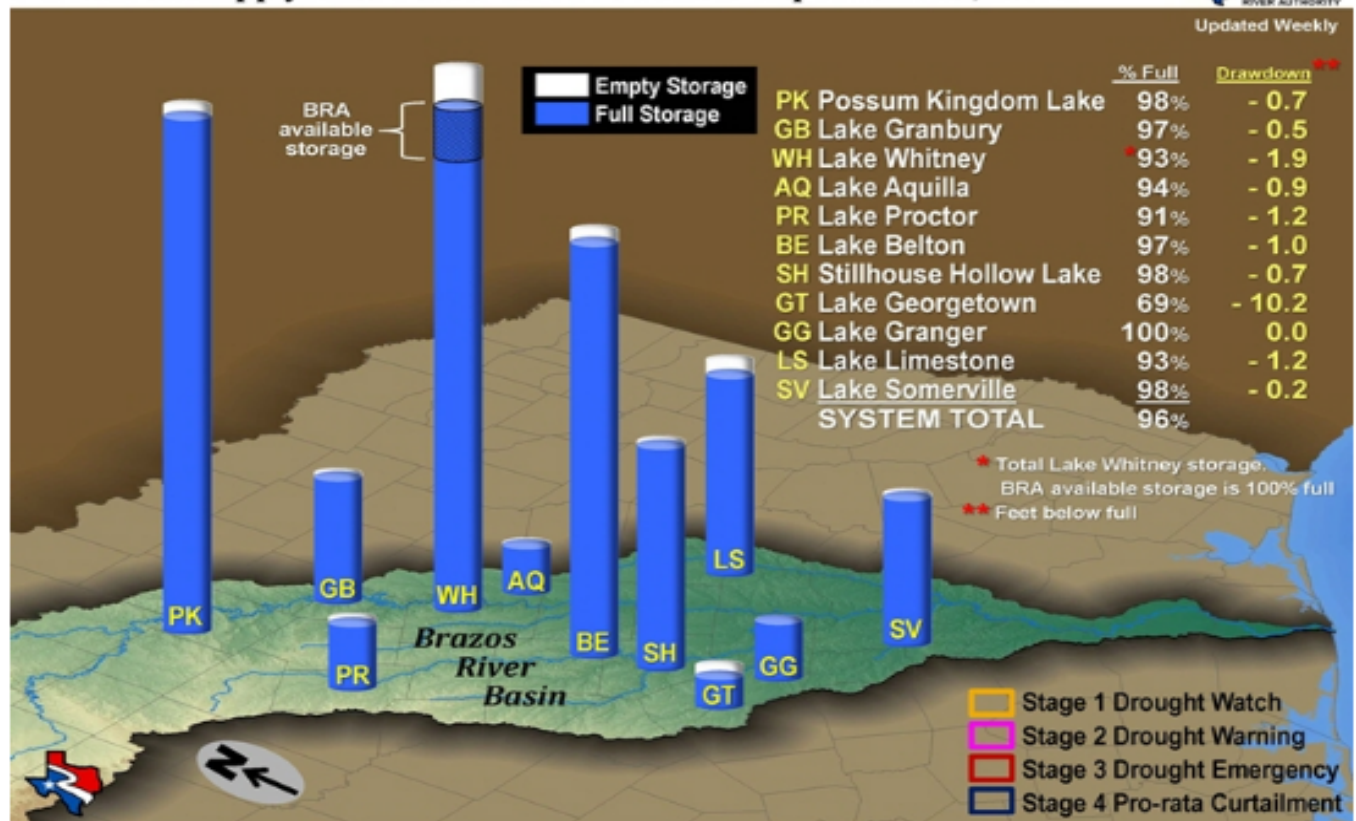 RIVER AUTHORITY
Updated Weekly
% Full Drawdown **
PK Possum Kingdom Lake 98% - 0.7
GB Lake Granbury 97% - 0.5
WH Lake Whitney *93% - 1.9
AQ Lake Aquilla 94% - 0.9
PR Lake Proctor 91% - 1.2
BE Lake Belton 97% - 1.0
SH Stillhouse Hollow Lake 98% - 0.7
GT Lake Georgetown 69% - 10.2
GG Lake Granger 100% 0.0
LS Lake Limestone 93% - 1.2
SV Lake Somerville 98% - 0.2
SYSTEM TOTAL 96%
* Total Lake Whitney storage.
BRA available storage is 100% full
** Feet below full
Empty Storage
Full Storage
BRA
available
storage
PK
GB
WH
AQ
PR
BE
SH
LS
GT
GG
SV
Brazos
River
Basin
N
Stage 1 Drought Watch
Stage 2 Drought Warning
Stage 3 Drought Emergency
Stage 4 Pro-rata Curtailment